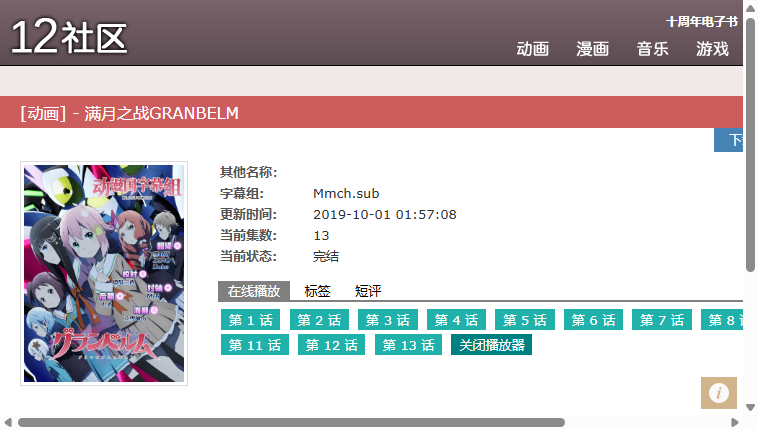 12社区
十周年电子书
动画 漫画 音乐 游戏
[动画] - 满月之战GRANBELM
动漫国字幕组
グランベルム
其他名称:
字幕组: Mmch.sub
更新时间: 2019-10-01 01:57:08
当前集数: 13
当前状态: 完结
在线播放 标签 短评
第 1 话 第 2 话 第 3 话 第 4 话 第 5 话 第 6 话 第 7 话 第 8
第 11 话 第 12 话 第 13 话 关闭播放器